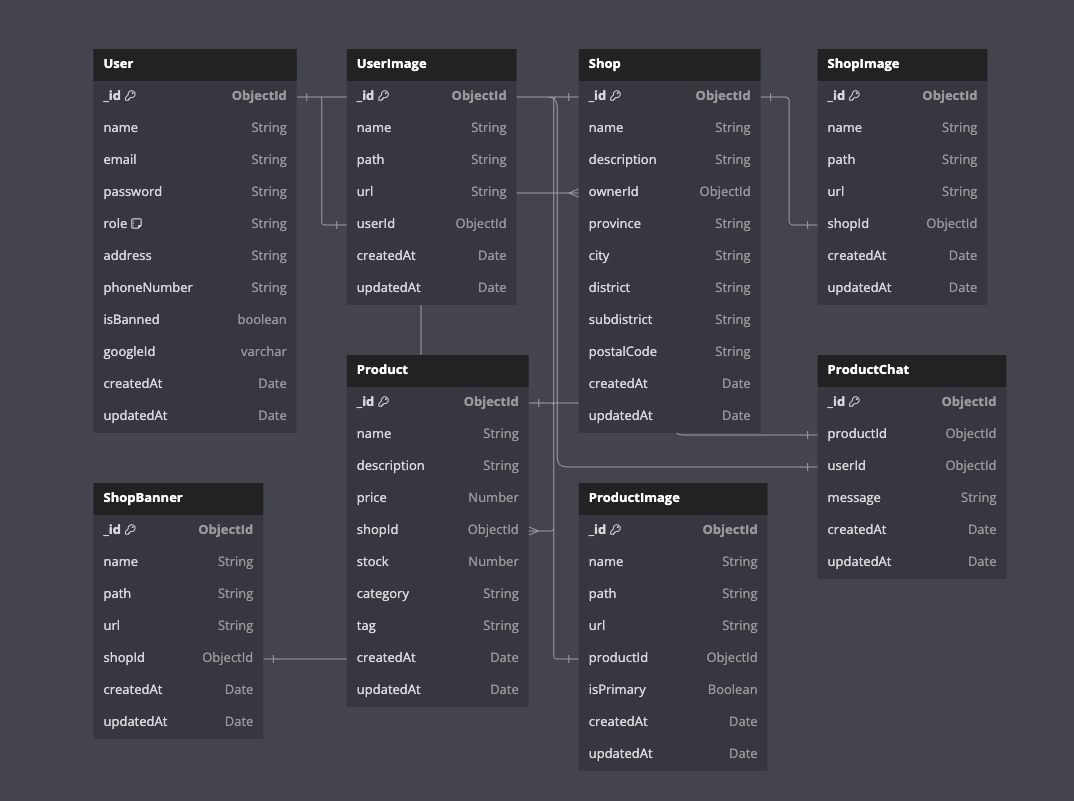 User
_id ObjectId
name String
email String
password String
role String
address String
phoneNumber String
isBanned boolean
googleId varchar
createdAt Date
updatedAt Date
UserImage
_id ObjectId
name String
path String
url String
userId ObjectId
createdAt Date
updatedAt Date
Shop
_id ObjectId
name String
description String
ownerId ObjectId
province String
city String
district String
subdistrict String
postalCode String
createdAt Date
updatedAt Date
ShopImage
_id ObjectId
name String
path String
url String
shopId ObjectId
createdAt Date
updatedAt Date
Product
_id ObjectId
name String
description String
price Number
shopId ObjectId
stock Number
category String
tag String
createdAt Date
updatedAt Date
ProductChat
_id ObjectId
productId ObjectId
userId ObjectId
message String
createdAt Date
updatedAt Date
ShopBanner
_id ObjectId
name String
path String
url String
shopId ObjectId
createdAt Date
updatedAt Date
ProductImage
_id ObjectId
name String
path String
url String
productId ObjectId
isPrimary Boolean
createdAt Date
updatedAt Date